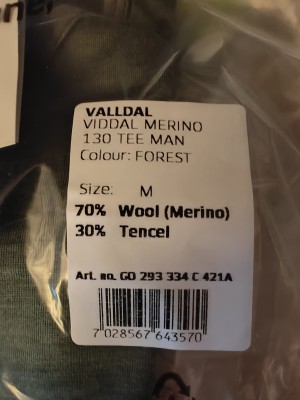 VALLDAL
VIDDAL MERINO
130 TEE MAN
Colour: FOREST
Size: M
70% Wool (Merino)
30% Tencel
Art. no. GO 293 334 C 421A
7 028567 643570